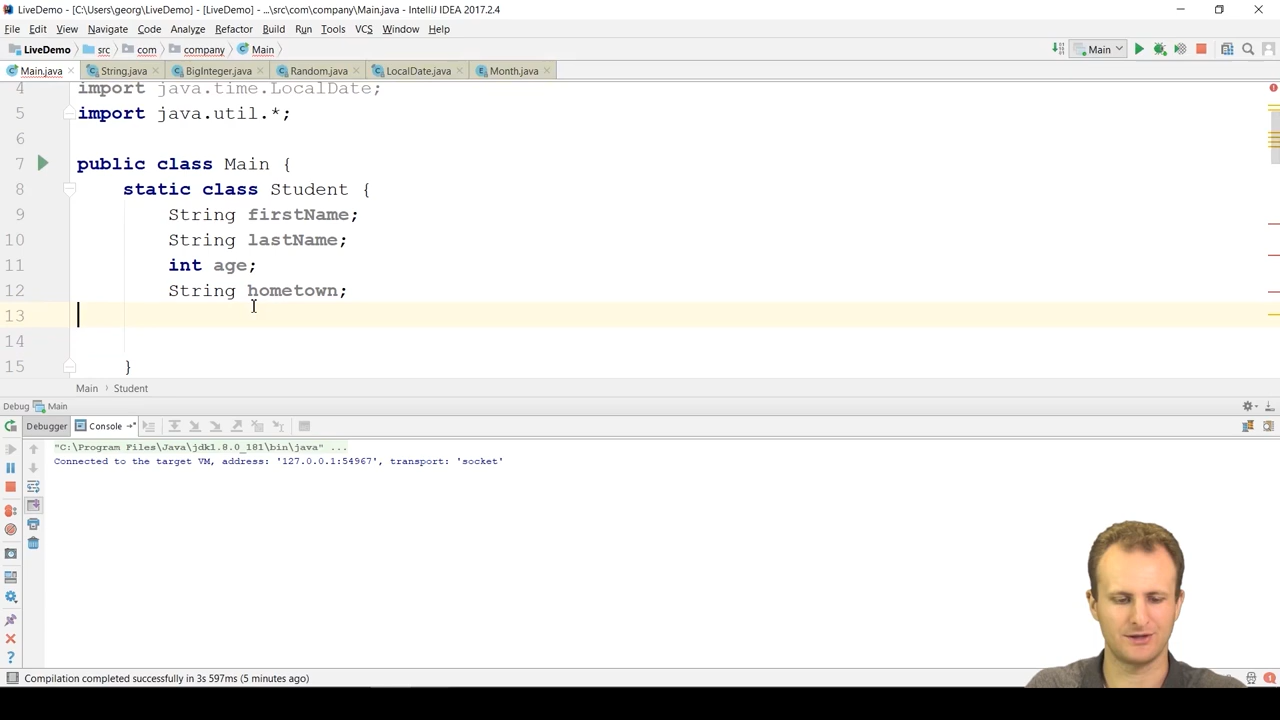 LiveDemo - [C:\Users\georg\LiveDemo] - [LiveDemo] - ...\src\com\company\Main.java - IntelliJ IDEA 2017.2.4
File Edit View Navigate Code Analyze Refactor Build Run Tools VCS Window Help
LiveDemo src com company Main Main
Main.java String.java BigInteger.java Random.java LocalDate.java Month.java
4 import java.time.LocalDate;
5 import java.util.*;
6
7 public class Main {
8 static class Student {
9 String firstName;
10 String lastName;
11 int age;
12 String hometown;
13
14
15 }
Main Student
Debug Main
Debugger Console
"C:\Program Files\Java\jdk1.8.0_181\bin\java" ...
Connected to the target VM, address: '127.0.0.1:54967', transport: 'socket'
Compilation completed successfully in 3s 597ms (5 minutes ago)